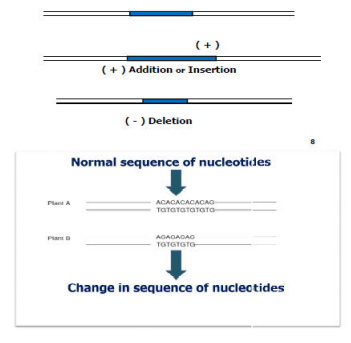 ( + )
( + ) Addition or Insertion
( - ) Deletion
8
Normal sequence of nucleotides
Plant A
ACACACACACAC
TGTGTGTGTGTG
Plant B
ACACACAC
TGTGTGTG
Change in sequence of nucleotides